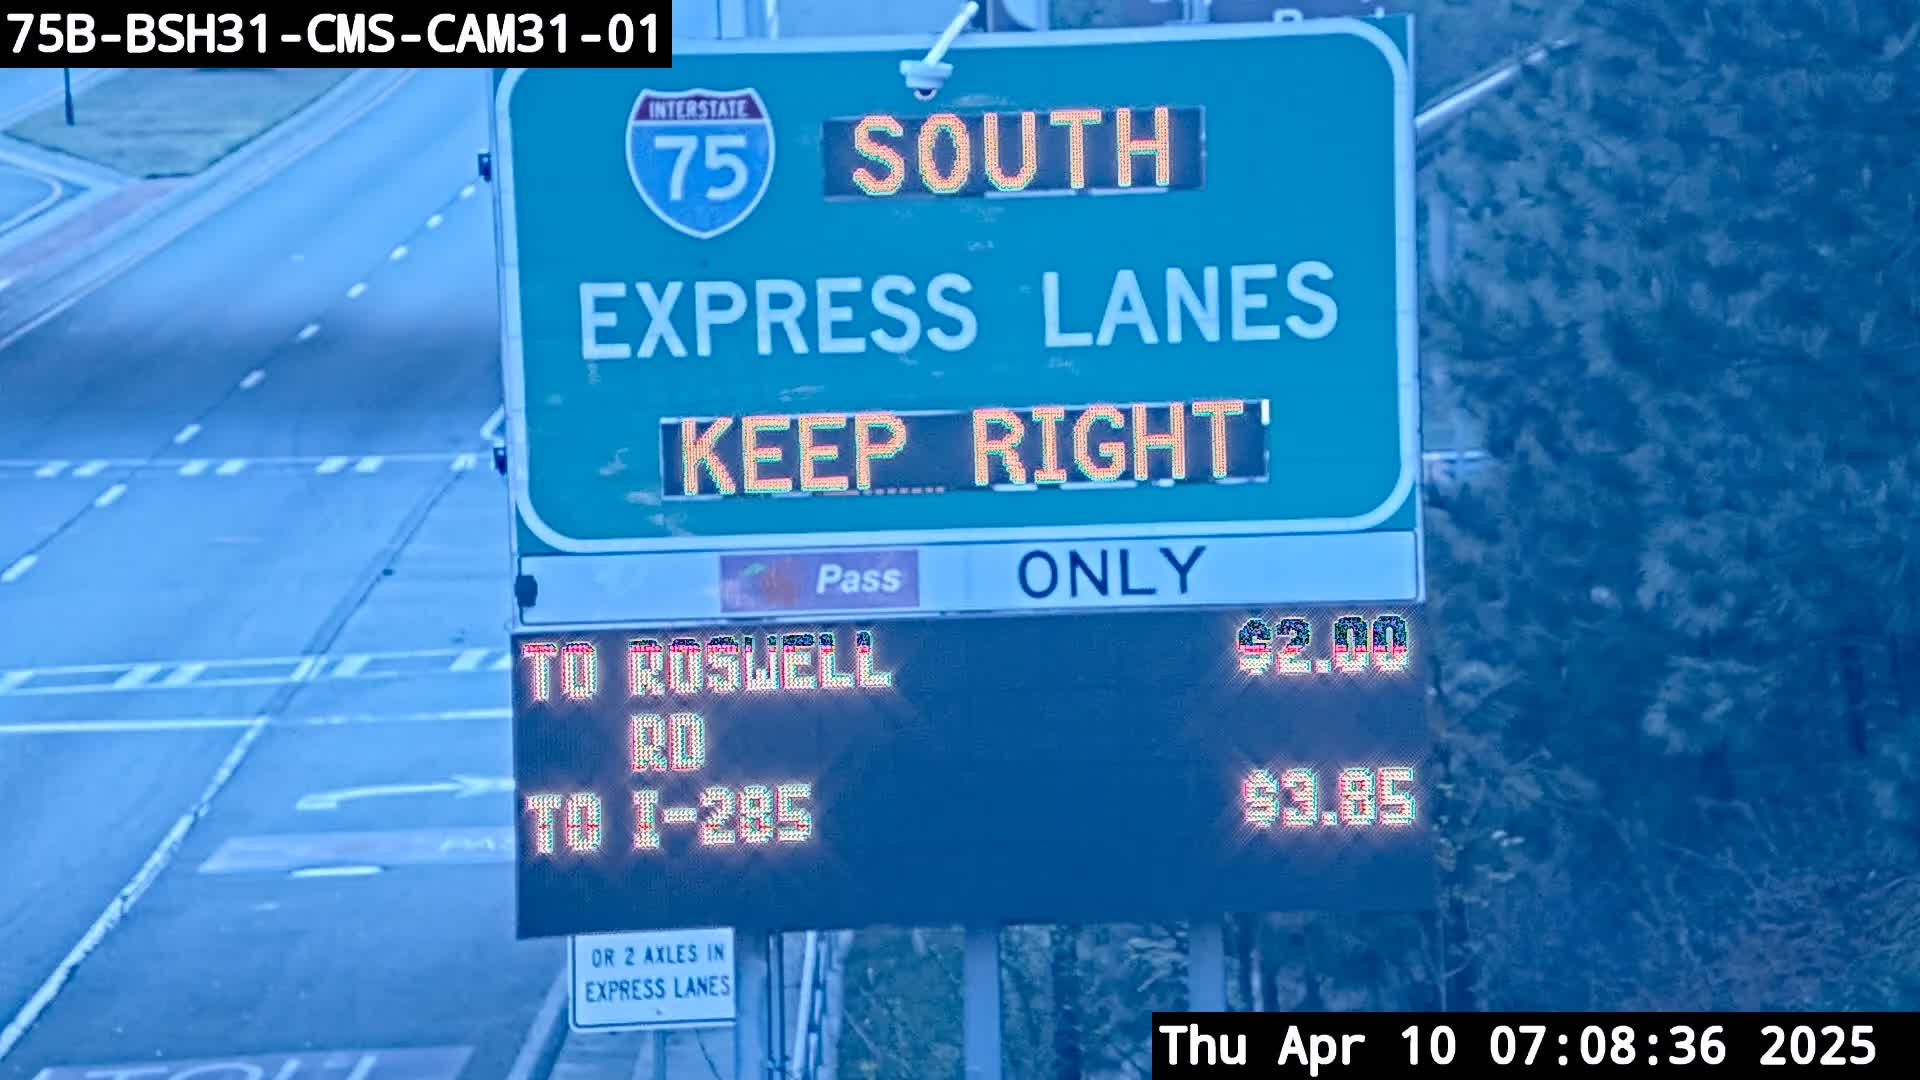 75B-BSH31-CMS-CAM31-01
INTERSTATE
75
SOUTH
EXPRESS LANES
KEEP RIGHT
Pass ONLY
TO ROSWELL $2.00
RD
TO I-285 $3.85
OR 2 AXLES IN
EXPRESS LANES
Thu Apr 10 07:08:36 2025